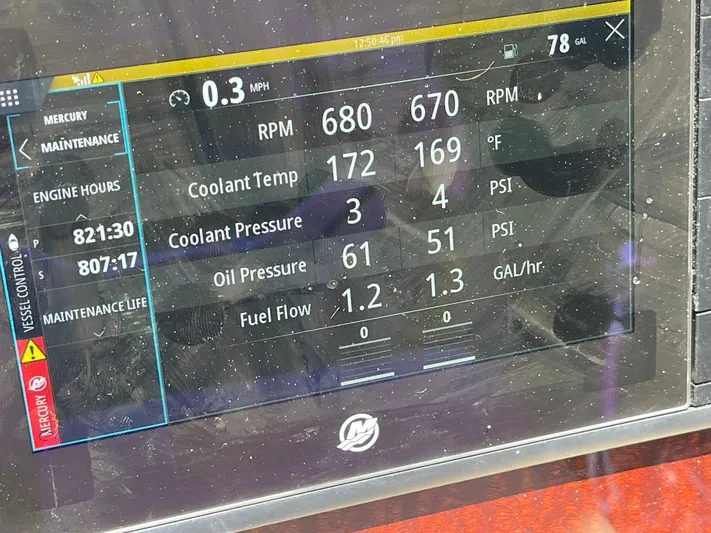 12:50:46 pm
0.3 MPH
78 GAL
MERCURY
MAINTENANCE
ENGINE HOURS
P 821:30
S 807:17
MAINTENANCE LIFE
VESSEL CONTROL
MERCURY
RPM 680 670 RPM
Coolant Temp 172 169 °F
Coolant Pressure 3 4 PSI
Oil Pressure 61 51 PSI
Fuel Flow 1.2 1.3 GAL/hr
0 0